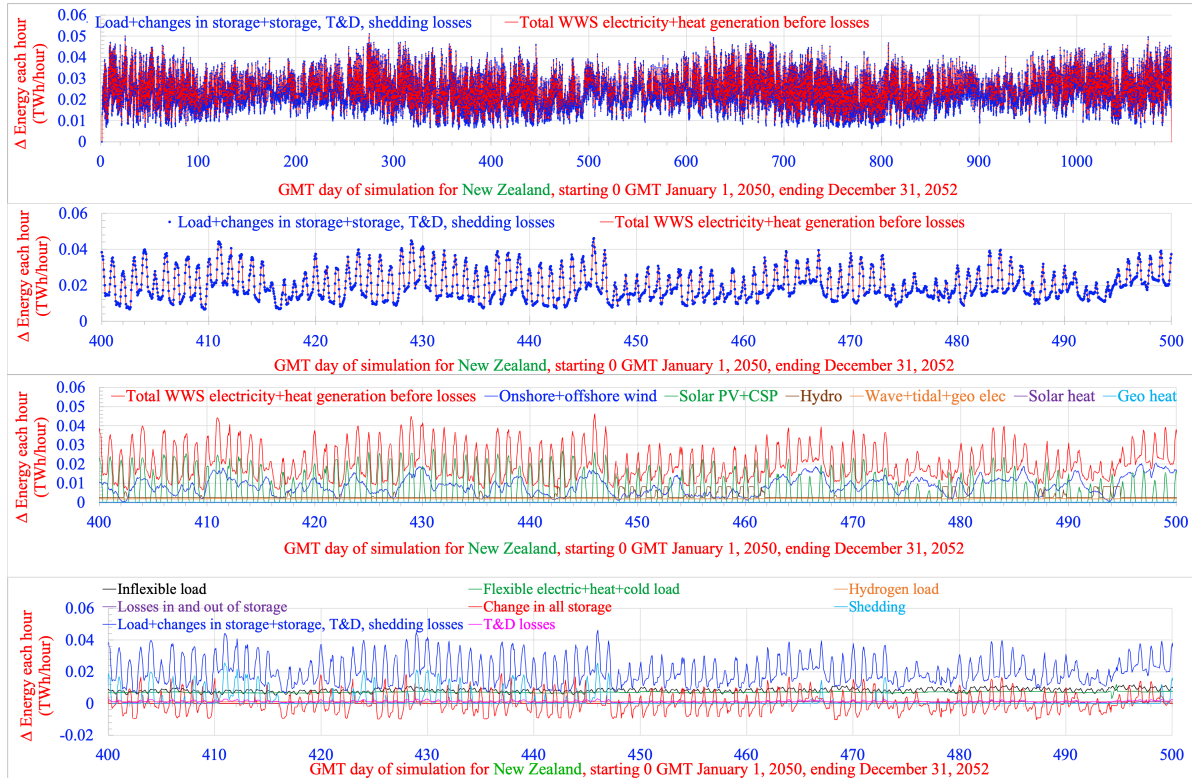 Load+changes in storage+storage, T&D, shedding losses —Total WWS electricity+heat generation before losses
0.06
0.05
0.04
0.03
0.02
0.01
0
Δ Energy each hour
(TWh/hour)
0 100 200 300 400 500 600 700 800 900 1000
GMT day of simulation for New Zealand, starting 0 GMT January 1, 2050, ending December 31, 2052
Load+changes in storage+storage, T&D, shedding losses —Total WWS electricity+heat generation before losses
0.06
0.04
0.02
0
Δ Energy each hour
(TWh/hour)
400 410 420 430 440 450 460 470 480 490 500
GMT day of simulation for New Zealand, starting 0 GMT January 1, 2050, ending December 31, 2052
—Total WWS electricity+heat generation before losses —Onshore+offshore wind —Solar PV+CSP —Hydro —Wave+tidal+geo elec —Solar heat —Geo heat
0.06
0.05
0.04
0.03
0.02
0.01
0
Δ Energy each hour
(TWh/hour)
400 410 420 430 440 450 460 470 480 490 500
GMT day of simulation for New Zealand, starting 0 GMT January 1, 2050, ending December 31, 2052
—Inflexible load —Flexible electric+heat+cold load —Hydrogen load
—Losses in and out of storage —Change in all storage —Shedding
—Load+changes in storage+storage, T&D, shedding losses —T&D losses
0.06
0.04
0.02
0
-0.02
Δ Energy each hour
(TWh/hour)
400 410 420 430 440 450 460 470 480 490 500
GMT day of simulation for New Zealand, starting 0 GMT January 1, 2050, ending December 31, 2052